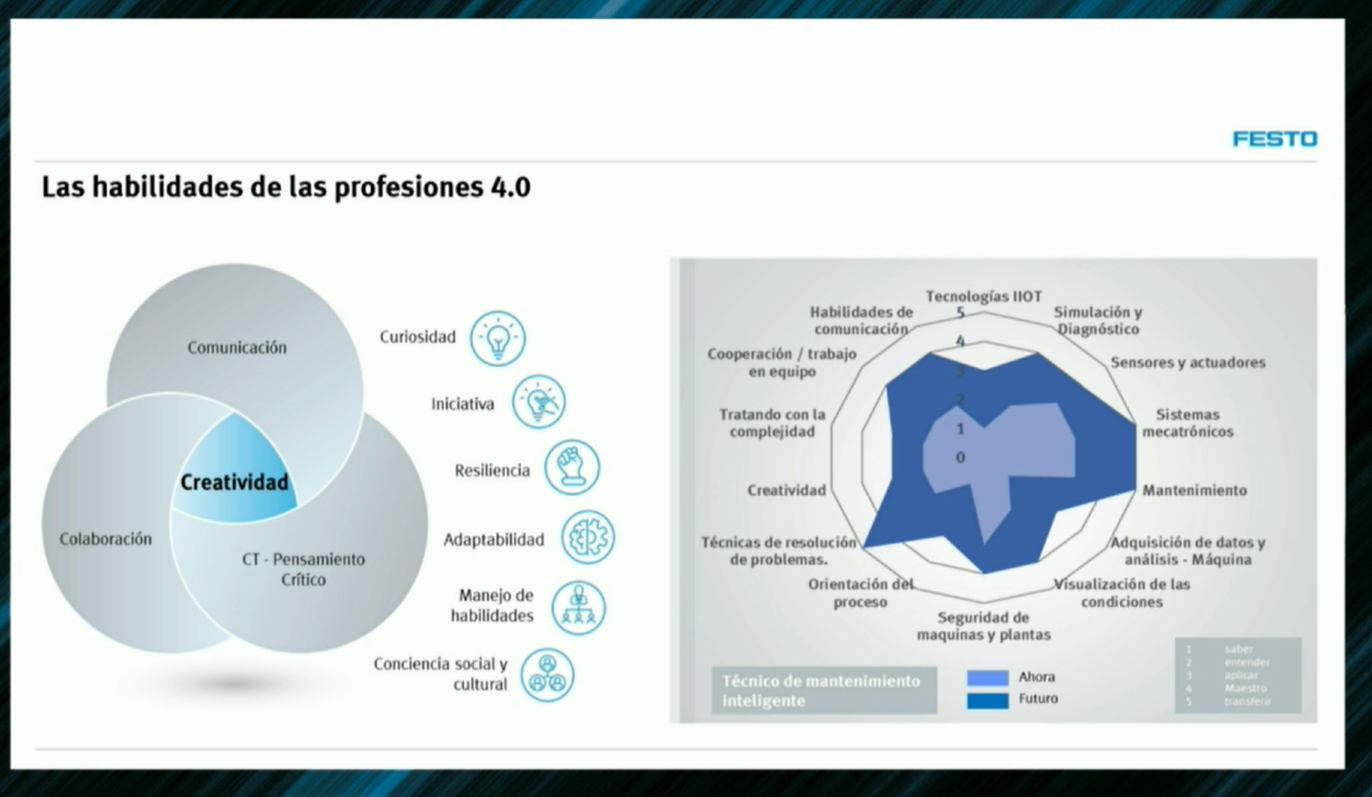 FESTO
Las habilidades de las profesiones 4.0
Comunicación
Creatividad
Colaboración
CT - Pensamiento
Crítico
Curiosidad
Iniciativa
Resiliencia
Adaptabilidad
Manejo de
habilidades
Conciencia social y
cultural
Tecnologías IIOT
Simulación y
Diagnóstico
Sensores y actuadores
Sistemas
mecatrónicos
Mantenimiento
Adquisición de datos y
análisis - Máquina
Visualización de las
condiciones
Seguridad de
maquinas y plantas
Orientación del
proceso
Técnicas de resolución
de problemas.
Creatividad
Tratando con la
complejidad
Cooperación / trabajo
en equipo
Habilidades de
comunicación
5
4
3
2
1
0
Técnico de mantenimiento
inteligente
Ahora
Futuro
1 saber
2 entender
3 aplicar
4 Maestro
5 transferir